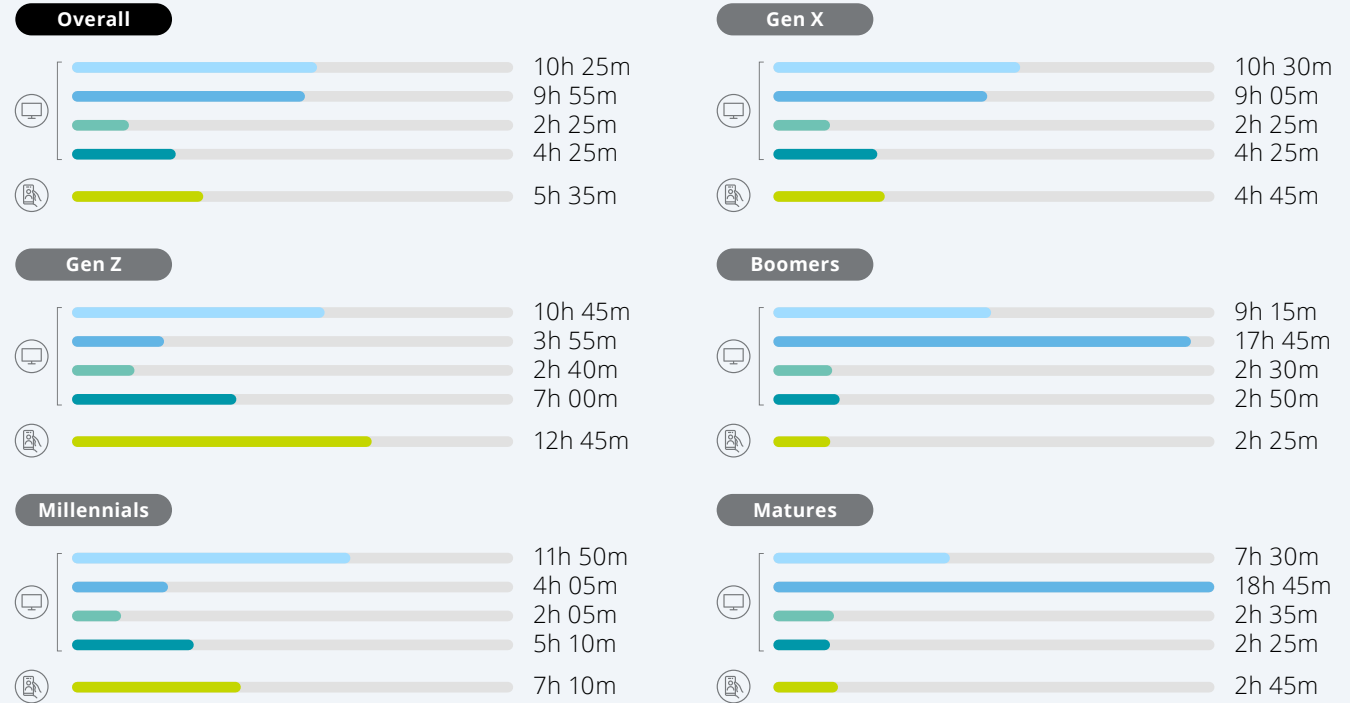 Overall
10h 25m
9h 55m
2h 25m
4h 25m
5h 35m
Gen Z
10h 45m
3h 55m
2h 40m
7h 00m
12h 45m
Millennials
11h 50m
4h 05m
2h 05m
5h 10m
7h 10m
Gen X
10h 30m
9h 05m
2h 25m
4h 25m
4h 45m
Boomers
9h 15m
17h 45m
2h 30m
2h 50m
2h 25m
Matures
7h 30m
18h 45m
2h 35m
2h 25m
2h 45m